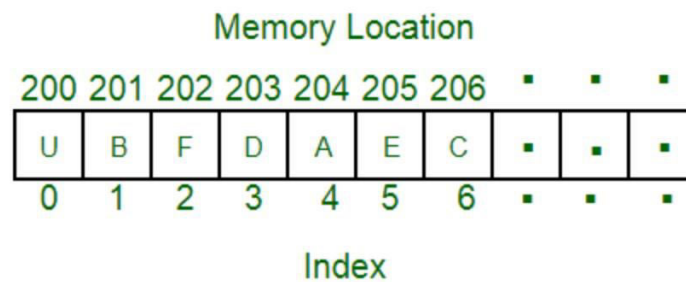 Memory Location
200 201 202 203 204 205 206 . . .
U B F D A E C . . .
0 1 2 3 4 5 6 . . .
Index